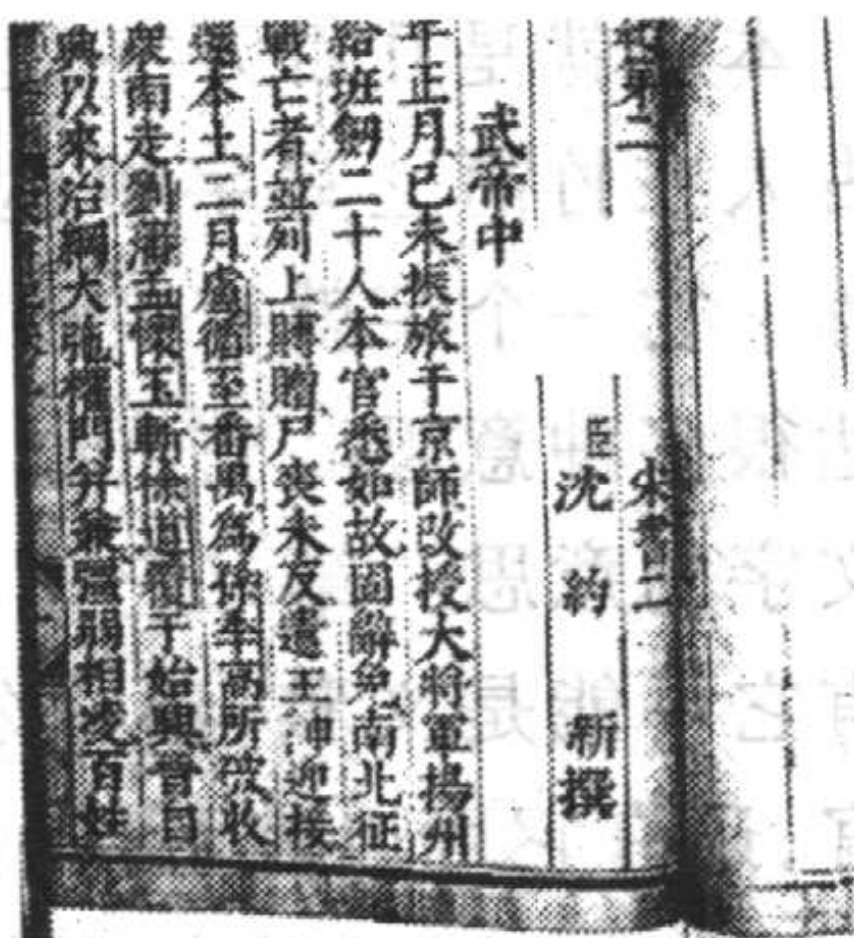 紀第二 宋書二
臣沈約新撰
武帝中
年正月己未振旅于京師改授大將軍揚州
給班劒二十人本官悉如故固辭凡南北征
戰亡者並列上賻贈尸喪未反遣主帥迎接
還本土二月盧循至番禺爲孫季高所破收
衆南走劉藩孟懷玉斬徐道覆于始興晉自
興以來治綱大弛權門并兼强弱相凌百姓